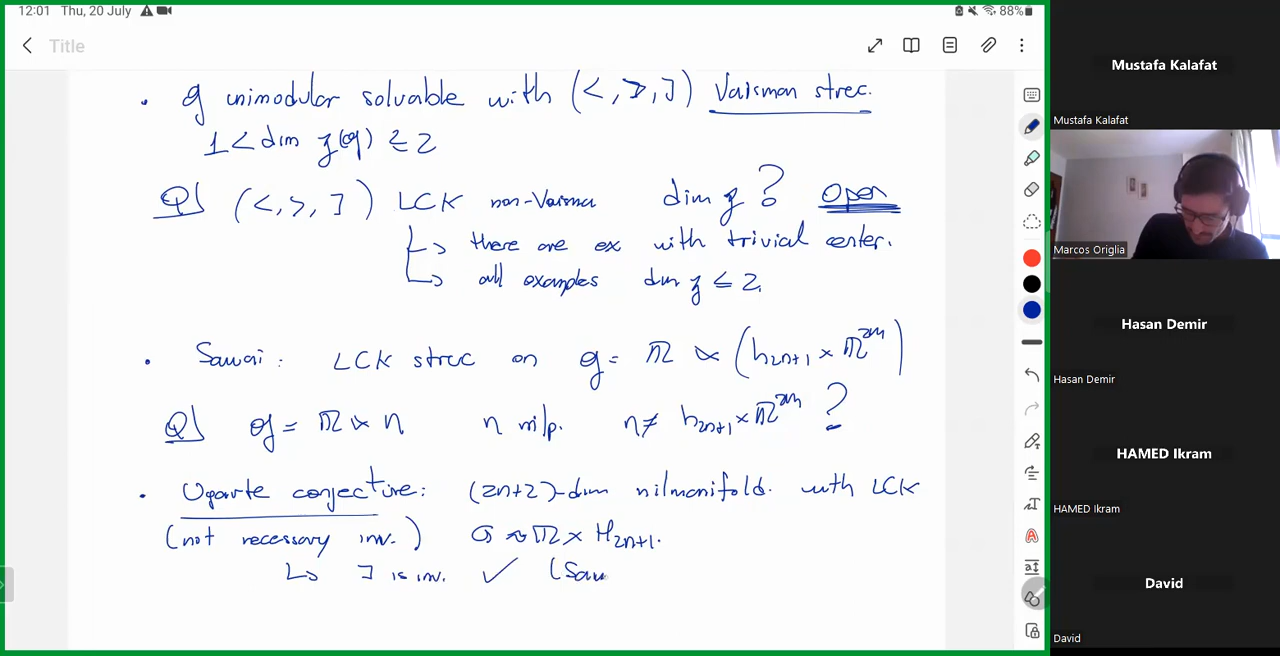 12:01 Thu, 20 July
88%
Title
• g unimodular solvable with (<,>,J) Vaisman struc.
1 < dim z(g) ≤ 2
Q| (<,>,J) LCK non-Vaisman dim z ? Open
↳ there are ex with trivial center.
↳ all examples dim z ≤ 2.
• Sawai: LCK struc on g = ℝ ⋉ (h2n+1 × ℝ^2m)
Q| g = ℝ ⋉ n n nilp. n ≠ h2n+1 × ℝ^2m ?
• Ugarte conjecture: (2n+2)-dim nilmanifold. with LCK
(not necessary inv.) G ≈ ℝ × H2n+1.
↳ J is inv. ✓ (Saw
Mustafa Kalafat
Mustafa Kalafat
Marcos Origlia
Hasan Demir
Hasan Demir
HAMED Ikram
HAMED Ikram
David
David